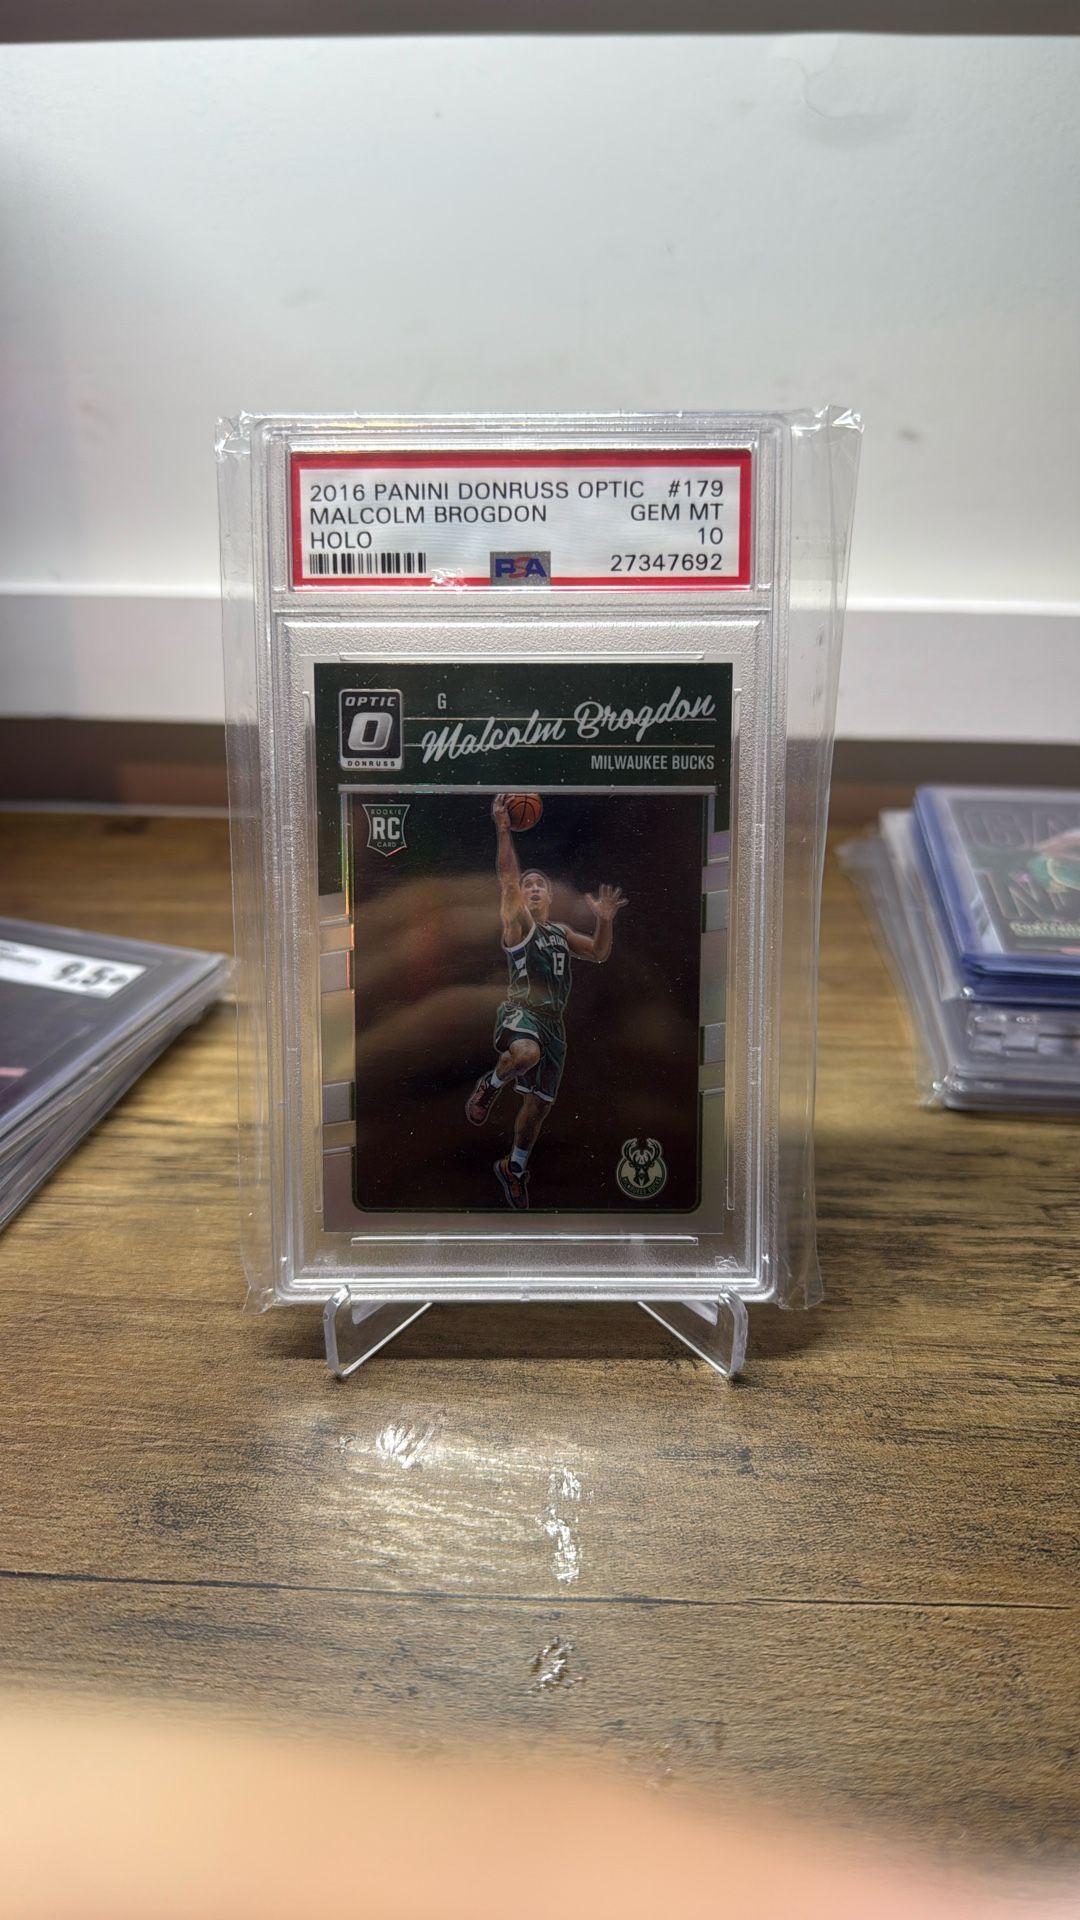 2016 PANINI DONRUSS OPTIC #179
MALCOLM BROGDON GEM MT
HOLO 10
PSA 27347692
OPTIC
O
DONRUSS
G
Malcolm Brogdon
MILWAUKEE BUCKS
ROOKIE
RC
CARD
13
9.5